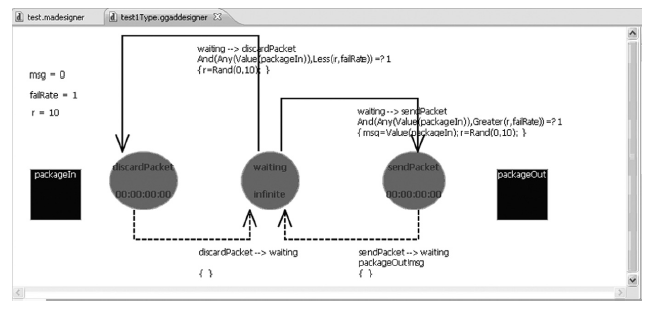 test.madesigner
test1Type.ggaddesigner
waiting --> discardPacket
And(Any(Value(packageIn)),Less(r,failRate)) =? 1
{ r=Rand(0,10); }
msg = 0
failRate = 1
r = 10
waiting --> sendPacket
And(Any(Value(packageIn)),Greater(r,failRate)) =? 1
{ msg=Value(packageIn); r=Rand(0,10); }
packageIn
discardPacket
00:00:00:00
waiting
infinite
sendPacket
00:00:00:00
packageOut
discardPacket --> waiting
{ }
sendPacket --> waiting
packageOut!msg
{ }